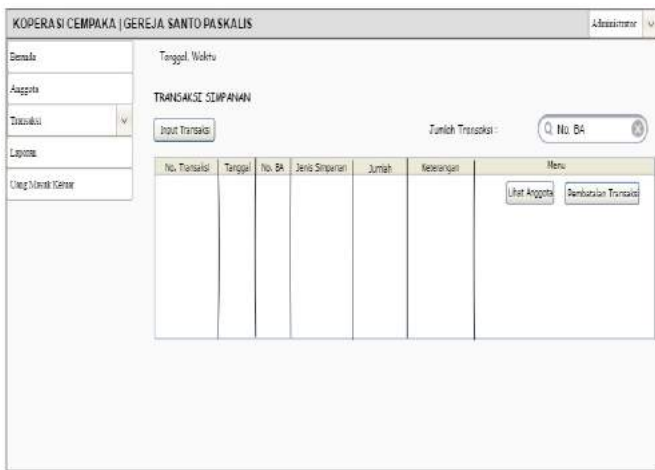 KOPERASI CEMPAKA | GEREJA SANTO PASKALIS
Administrator
Beranda
Anggota
Transaksi
Laporan
Uang Masuk Keluar
Tanggal, Waktu
TRANSAKSI SIMPANAN
Input Transaksi
Jumlah Transaksi :
No. BA
No. Transaksi Tanggal No. BA Jenis Simpanan Jumlah Keterangan Menu
Lihat Anggota Pembatalan Transaksi